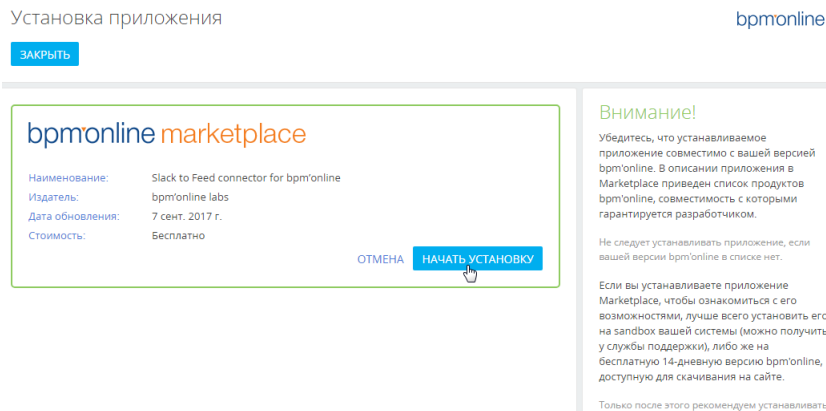 Установка приложения
bpm'online
ЗАКРЫТЬ
bpm'online marketplace
Наименование: Slack to Feed connector for bpm'online
Издатель: bpm'online labs
Дата обновления: 7 сент. 2017 г.
Стоимость: Бесплатно
ОТМЕНА НАЧАТЬ УСТАНОВКУ
Внимание!
Убедитесь, что устанавливаемое
приложение совместимо с вашей версией
bpm'online. В описании приложения в
Marketplace приведен список продуктов
bpm'online, совместимость с которыми
гарантируется разработчиком.
Не следует устанавливать приложение, если
вашей версии bpm'online в списке нет.
Если вы устанавливаете приложение
Marketplace, чтобы ознакомиться с его
возможностями, лучше всего установить его
на sandbox вашей системы (можно получить
у службы поддержки), либо же на
бесплатную 14-дневную версию bpm'online,
доступную для скачивания на сайте.
Только после этого рекомендуем устанавливать